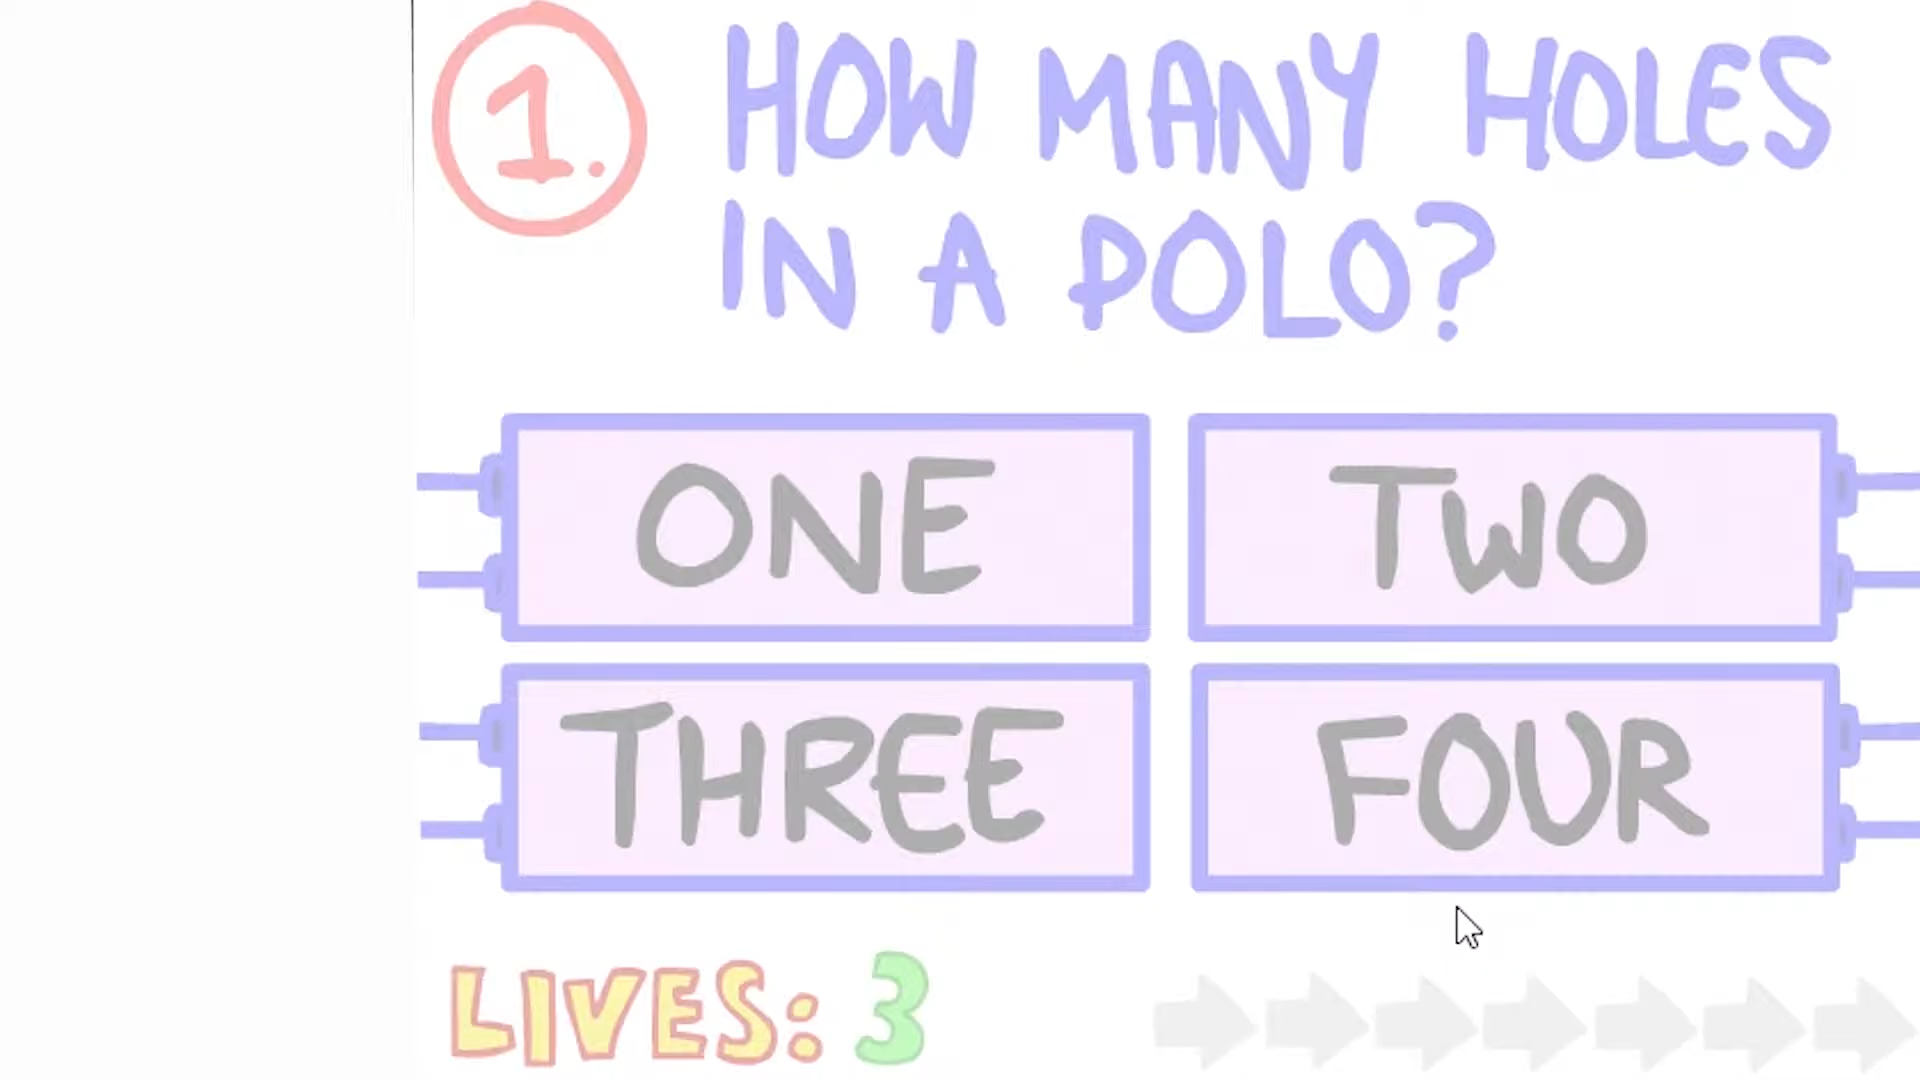 1. HOW MANY HOLES
IN A POLO?
ONE TWO
THREE FOUR
LIVES: 3